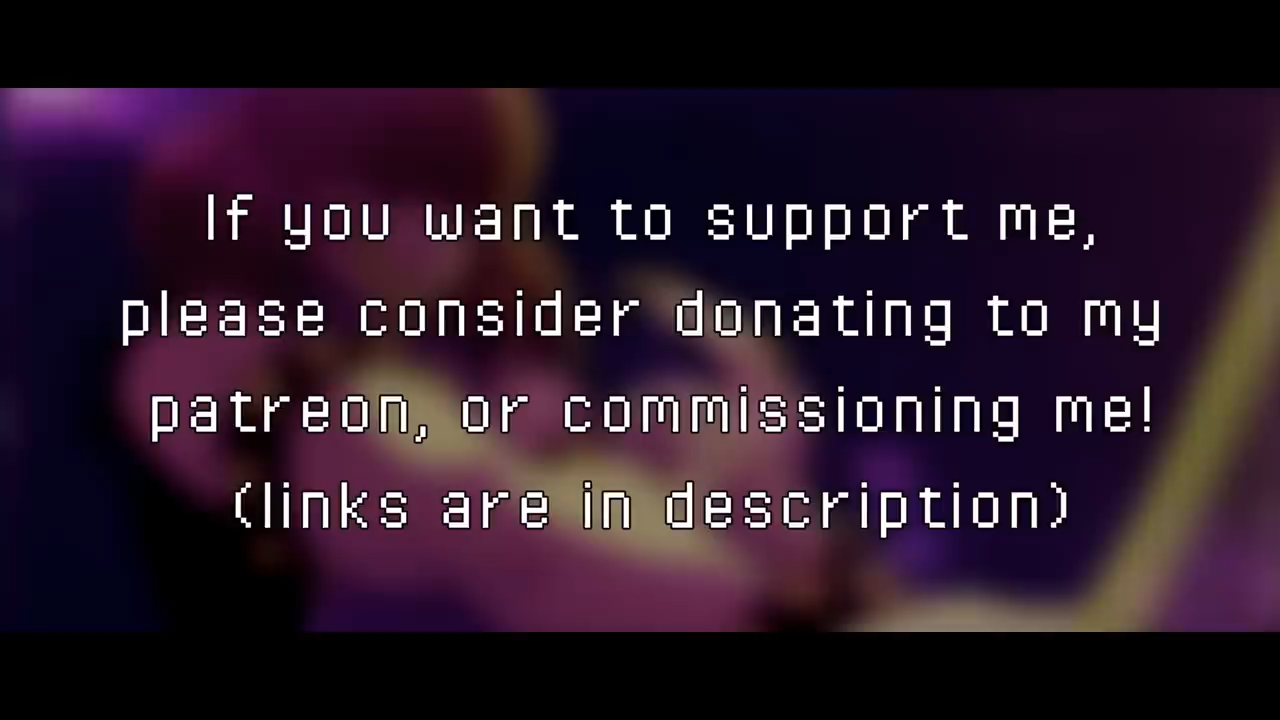 If you want to support me,
please consider donating to my
patreon, or commissioning me!
(links are in description)